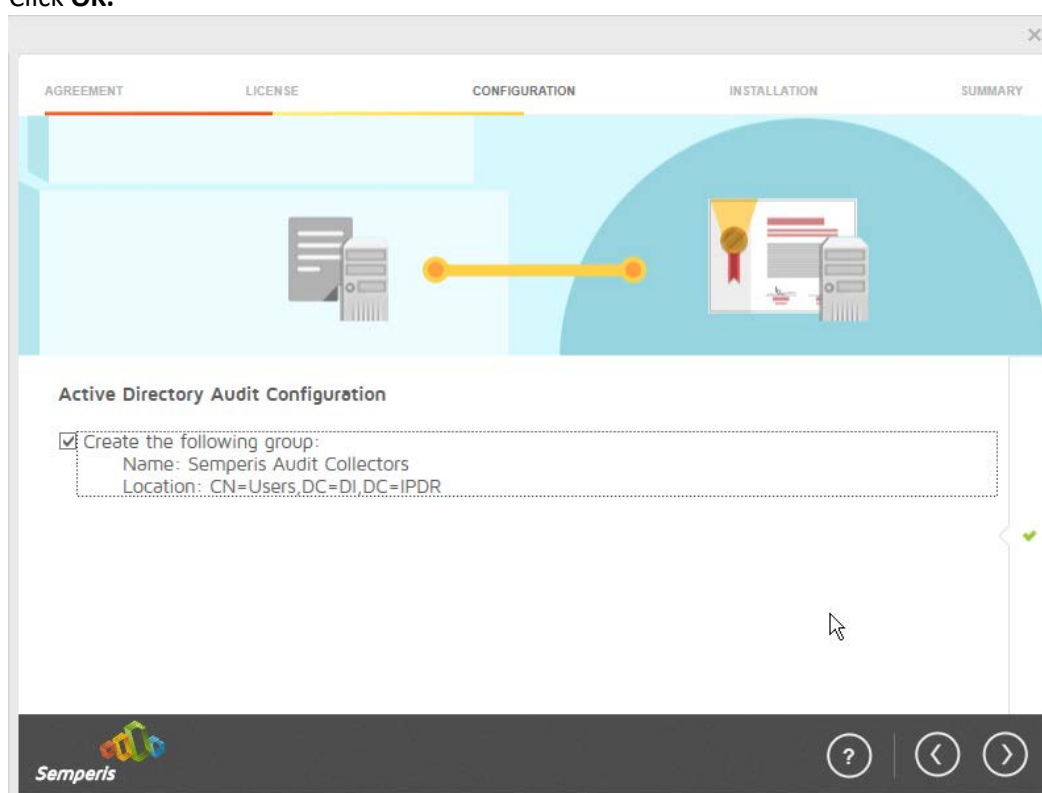 Click OK.
AGREEMENT LICENSE CONFIGURATION INSTALLATION SUMMARY
Active Directory Audit Configuration
Create the following group:
Name: Semperis Audit Collectors
Location: CN=Users,DC=DI,DC=IPDR
Semperis
?